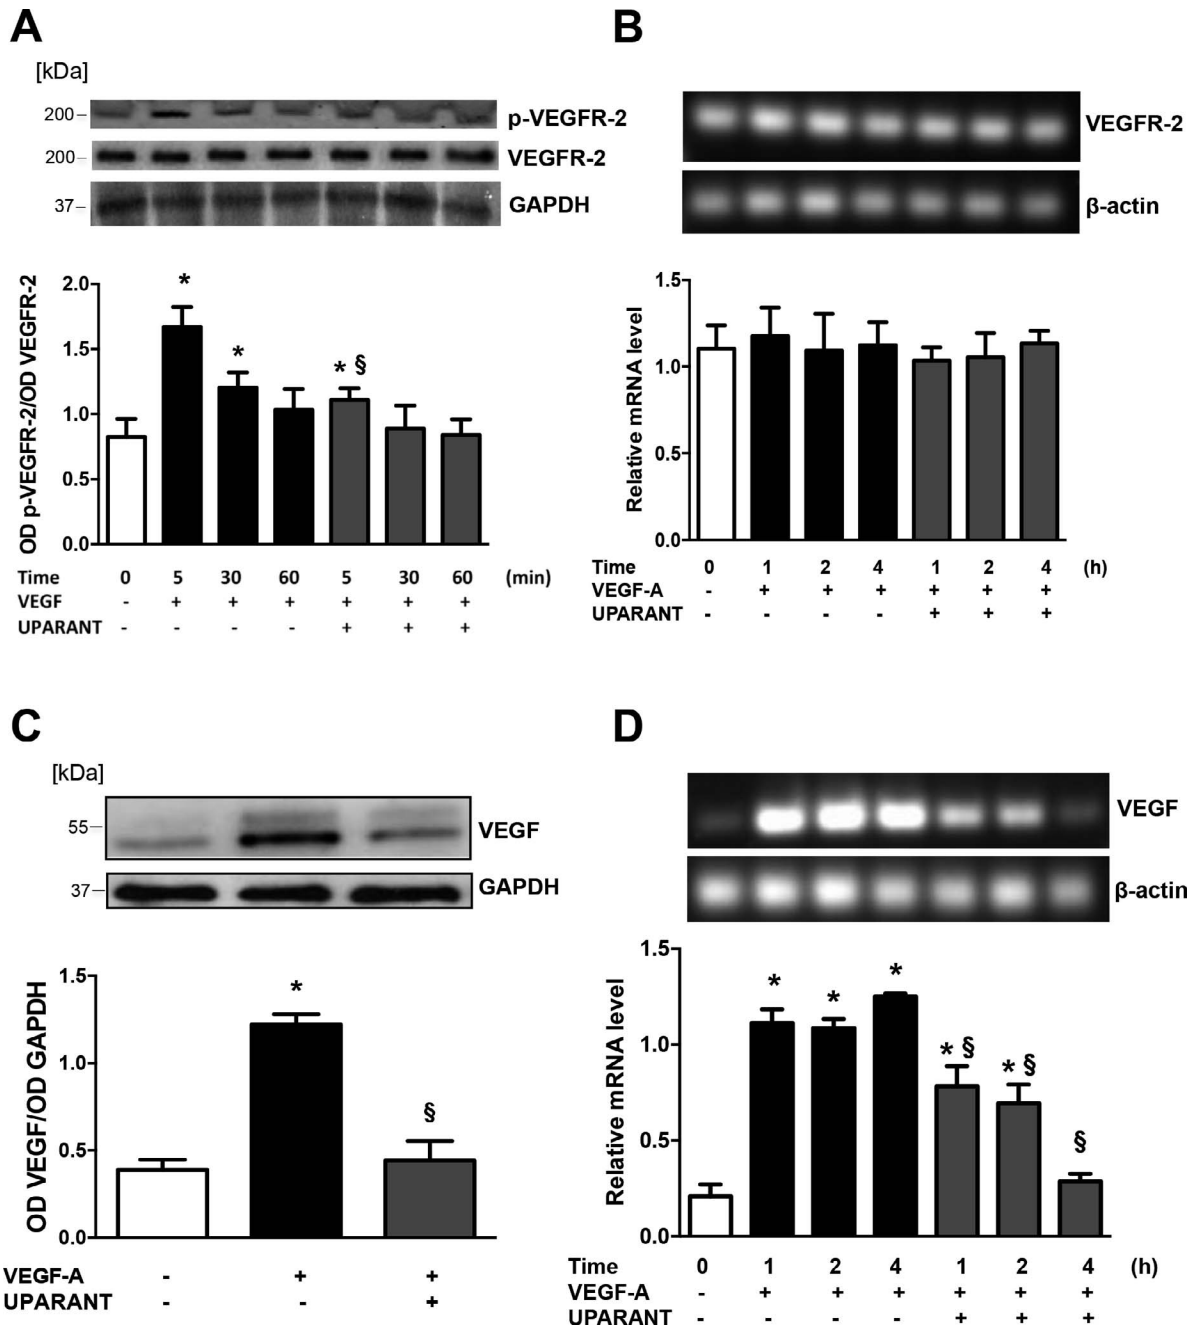 A
[kDa]
200
p-VEGFR-2
200
VEGFR-2
37
GAPDH
OD p-VEGFR-2/OD VEGFR-2
2.0
1.5
1.0
0.5
0.0
*
*
* §
Time 0 5 30 60 5 30 60 (min)
VEGF - + + + + + +
UPARANT - - - - + + +
B
VEGFR-2
β-actin
Relative mRNA level
1.5
1.0
0.5
0.0
Time 0 1 2 4 1 2 4 (h)
VEGF-A - + + + + + +
UPARANT - - - - + + +
C
[kDa]
55
VEGF
37
GAPDH
OD VEGF/OD GAPDH
1.5
1.0
0.5
0.0
*
§
VEGF-A - + +
UPARANT - - +
D
VEGF
β-actin
Relative mRNA level
1.5
1.0
0.5
0.0
*
*
*
* §
* §
§
Time 0 1 2 4 1 2 4 (h)
VEGF-A - + + + + + +
UPARANT - - - - + + +